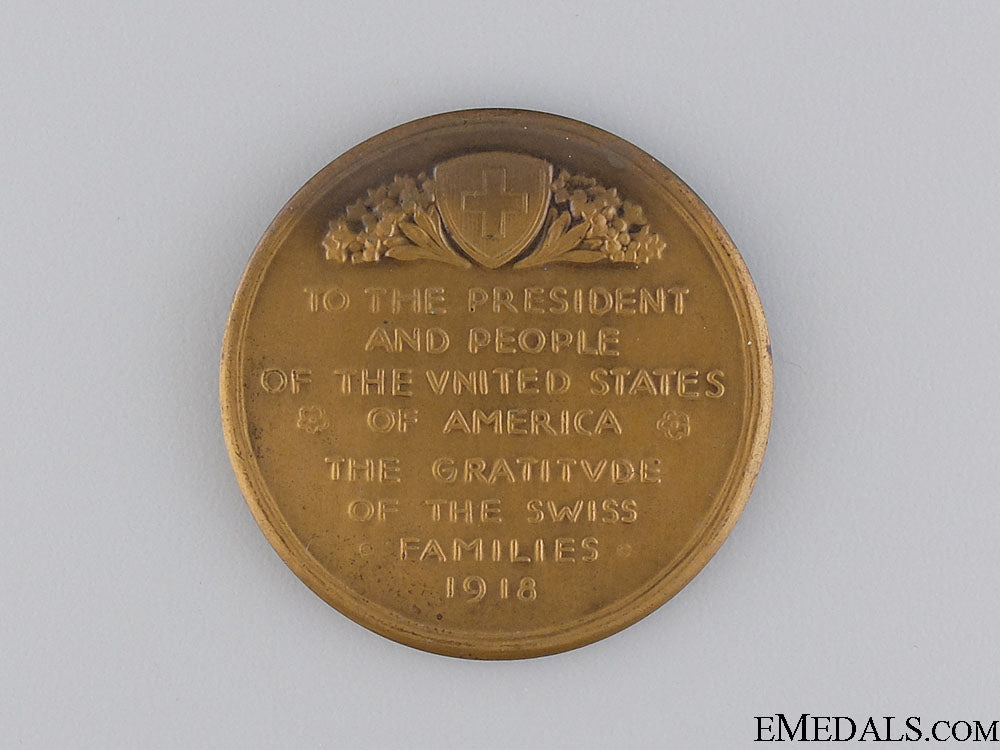 TO THE PRESIDENT
AND PEOPLE
OF THE VNITED STATES
OF AMERICA
THE GRATITVDE
OF THE SWISS
FAMILIES
1918
EMEDALS.COM